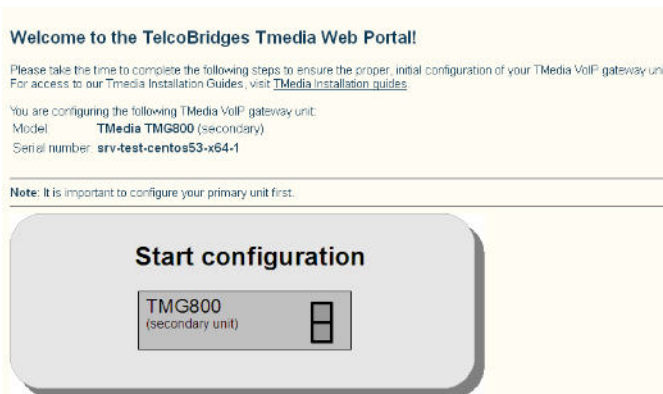 Welcome to the TelcoBridges Tmedia Web Portal!
Please take the time to complete the following steps to ensure the proper, initial configuration of your TMedia VoIP gateway uni
For access to our Tmedia Installation Guides, visit TMedia Installation guides.
You are configuring the following TMedia VoIP gateway unit:
Model TMedia TMG800 (secondary)
Serial number: srv-test-centos53-x64-1
Note: It is important to configure your primary unit first.
Start configuration
TMG800
(secondary unit)